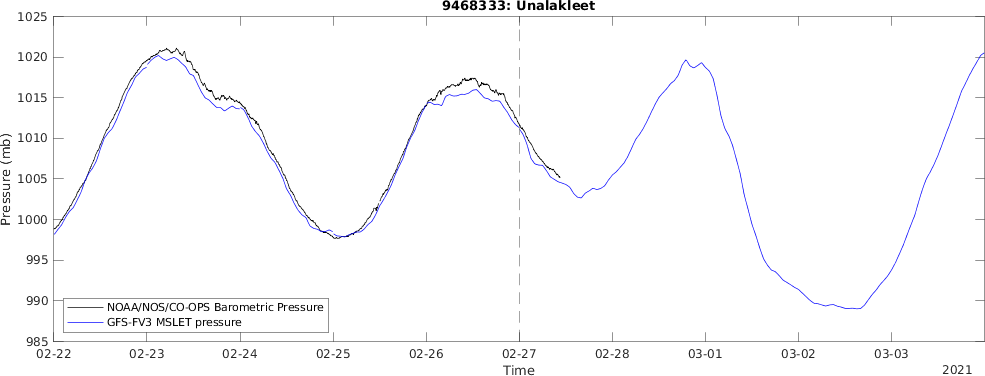 9468333: Unalakleet
Pressure (mb)
1025
1020
1015
1010
1005
1000
995
990
985
NOAA/NOS/CO-OPS Barometric Pressure
GFS-FV3 MSLET pressure
02-22 02-23 02-24 02-25 02-26 02-27 02-28 03-01 03-02 03-03
Time
2021